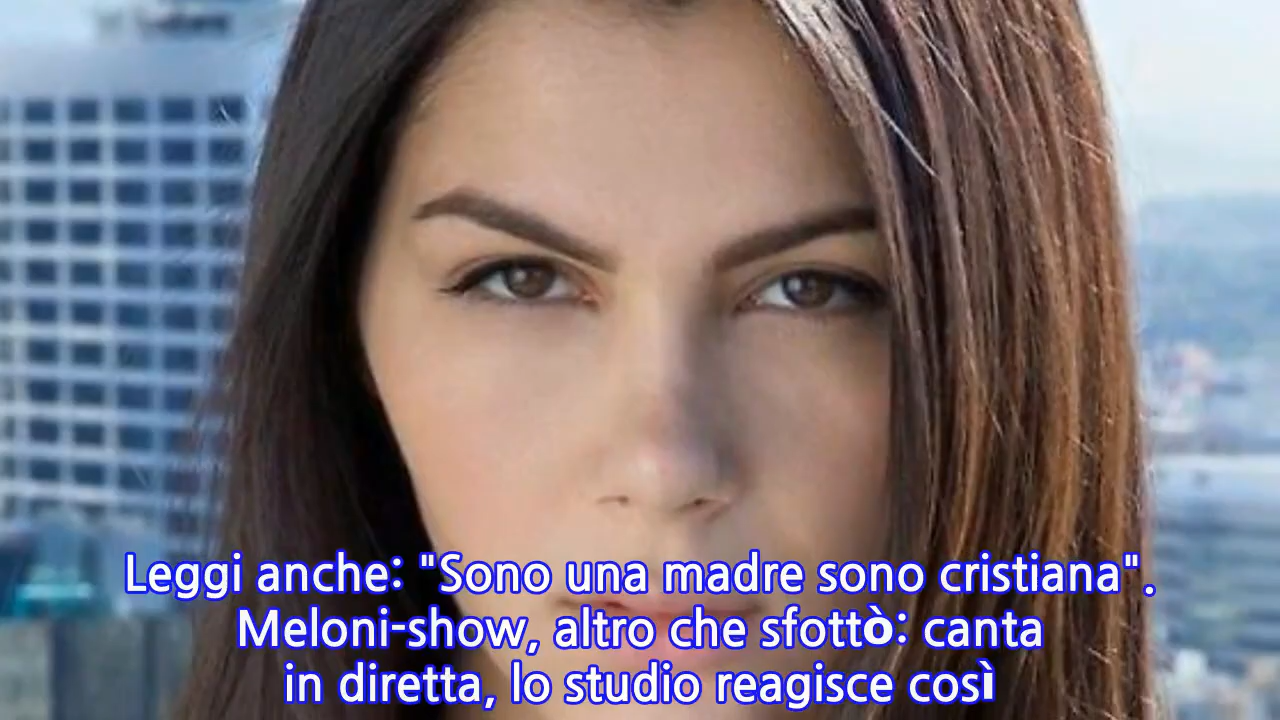 Leggi anche: "Sono una madre sono cristiana".
Meloni-show, altro che sfottò: canta
in diretta, lo studio reagisce così